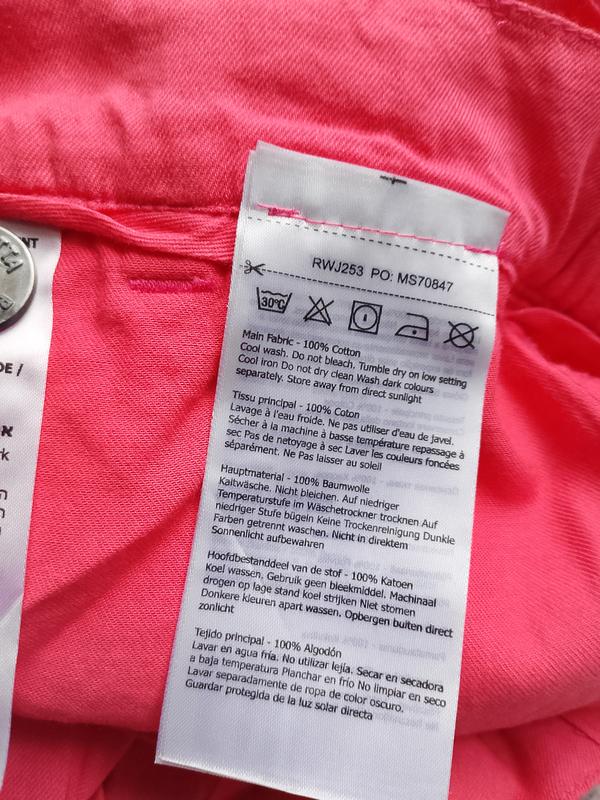 RWJ253 PO: MS70847
30°C
Main Fabric - 100% Cotton
Cool wash. Do not bleach. Tumble dry on low setting
Cool iron Do not dry clean Wash dark colours
separately. Store away from direct sunlight
Tissu principal - 100% Coton
Lavage à l'eau froide. Ne pas utiliser d'eau de javel.
Sécher à la machine à basse température repassage à
sec Pas de netoyage à sec Laver les couleurs foncées
séparément. Ne Pas laisser au soleil
Hauptmaterial - 100% Baumwolle
Kaltwäsche. Nicht bleichen. Auf niedriger
Temperaturstufe im Wäschetrockner trocknen Auf
niedriger Stufe bügeln Keine Trockenreinigung Dunkle
Farben getrennt waschen. Nicht in direktem
Sonnenlicht aufbewahren
Hoofdbestanddeel van de stof - 100% Katoen
Koel wassen. Gebruik geen bleekmiddel. Machinaal
drogen op lage stand koel strijken Niet stomen
Donkere kleuren apart wassen. Opbergen buiten direct
zonlicht
Tejido principal - 100% Algodón
Lavar en agua fría. No utilizar lejía. Secar en secadora
a baja temperatura Planchar en frío No limpiar en seco
Lavar separadamente de ropa de color oscuro.
Guardar protegida de la luz solar directa